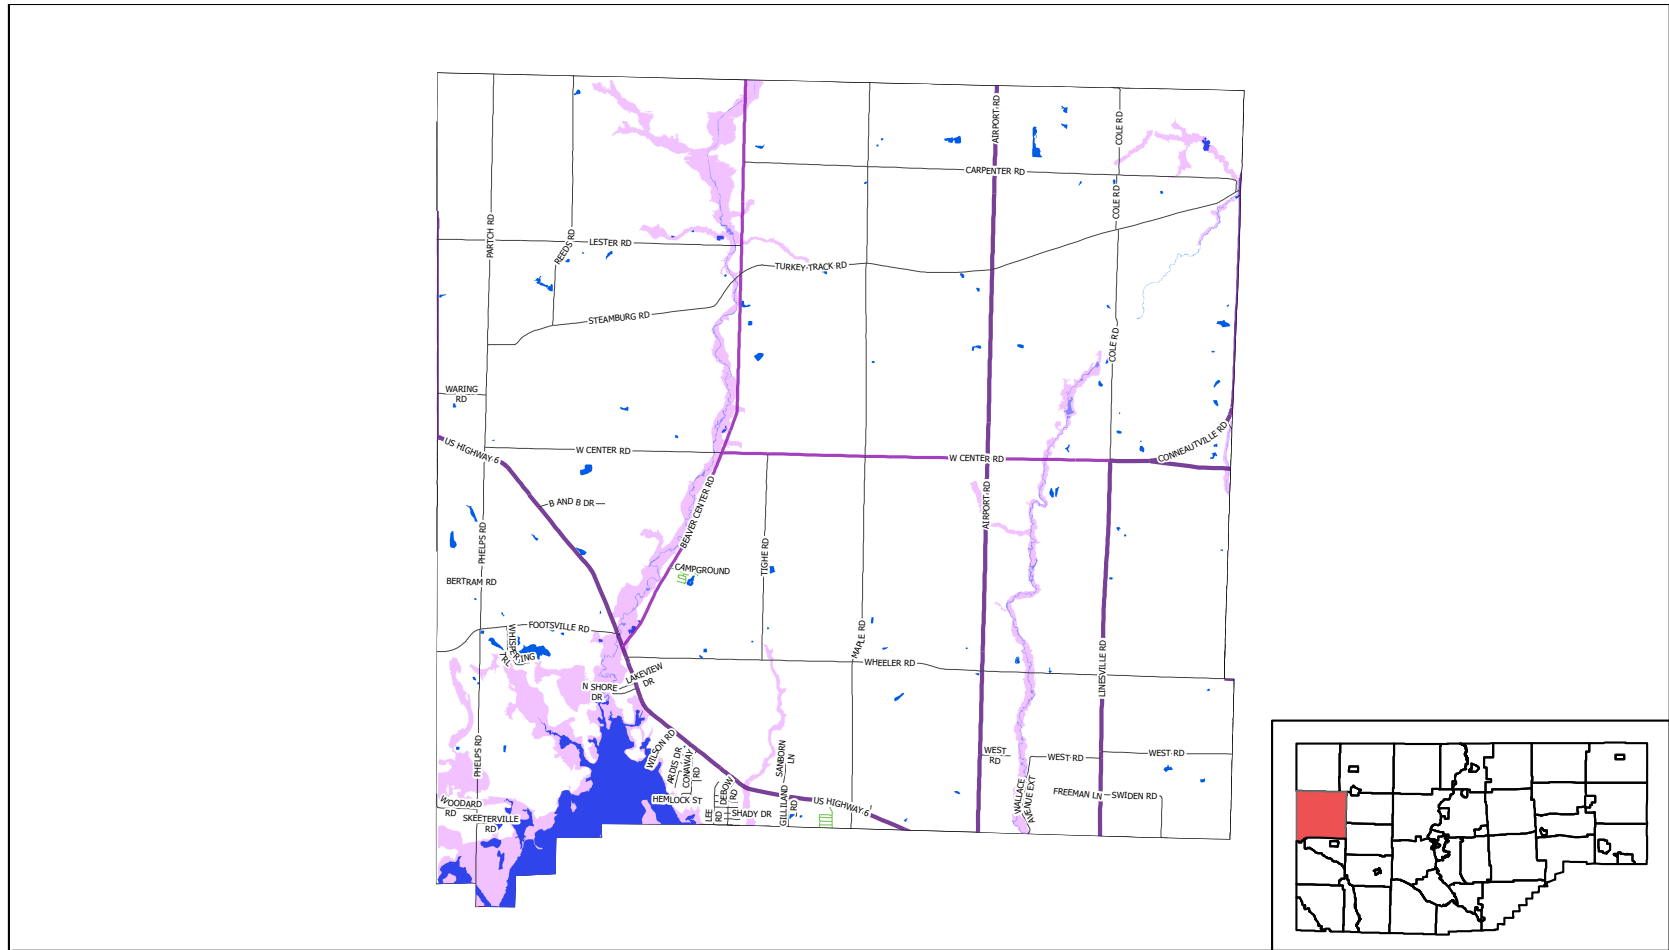 AIRPORT RD
COLE RD
CARPENTER RD
COLE RD
PARTCH RD
REEDS RD
LESTER RD
TURKEY TRACK RD
STEAMBURG RD
COLE RD
WARING
RD
US HIGHWAY 6
W CENTER RD
W CENTER RD
CONNEAUTVILLE RD
B AND B DR
BEAVER CENTER RD
AIRPORT RD
PHELPS RD
TIGHE RD
CAMPGROUND
BERTRAM RD
FOOTSVILLE RD
MAPLE RD
WHEELER RD
LINESVILLE RD
LAKEVIEW
DR
N SHORE
DR
WILSON RD
ARDIS DR
CONAWAY
RD
SANBORN
LN
PHELPS RD
WEST
RD
WEST RD
WEST RD
HEMLOCK ST
LEE
RD
DEBOW
RD
SHADY DR
GILLILAND
RD
US HIGHWAY 6
WALLACE
AVENUE EXT
FREEMAN LN
SWIDEN RD
WOODARD
RD
SKEETERVILLE
RD